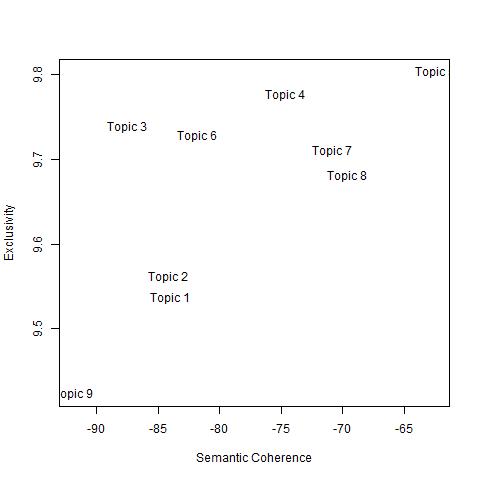 9.8
Topic
Topic 4
Topic 3
Topic 6
9.7
Topic 7
Topic 8
Exclusivity
9.6
Topic 2
Topic 1
9.5
opic 9
-90 -85 -80 -75 -70 -65
Semantic Coherence